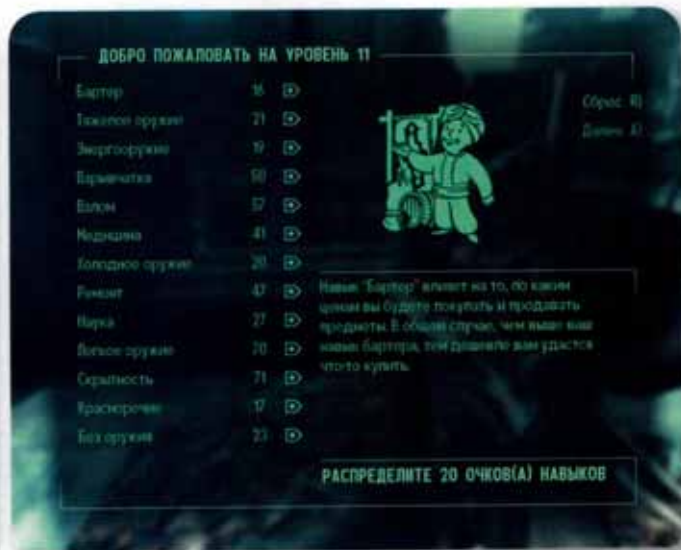 ДОБРО ПОЖАЛОВАТЬ НА УРОВЕНЬ 11
Бартер 16
Тяжелое оружие 21
Энергооружие 19
Взрывчатка 50
Взлом 57
Медицина 41
Холодное оружие 20
Ремонт 47
Наука 27
Легкое оружие 70
Скрытность 71
Красноречие 17
Без оружия 23
Сброс R)
Далее A)
Навык "Бартер" влияет на то, по каким
ценам вы будете покупать и продавать
предметы. В общем случае, чем выше ваш
навык бартера, тем дешевле вам удастся
что-то купить.
РАСПРЕДЕЛИТЕ 20 ОЧКОВ(А) НАВЫКОВ